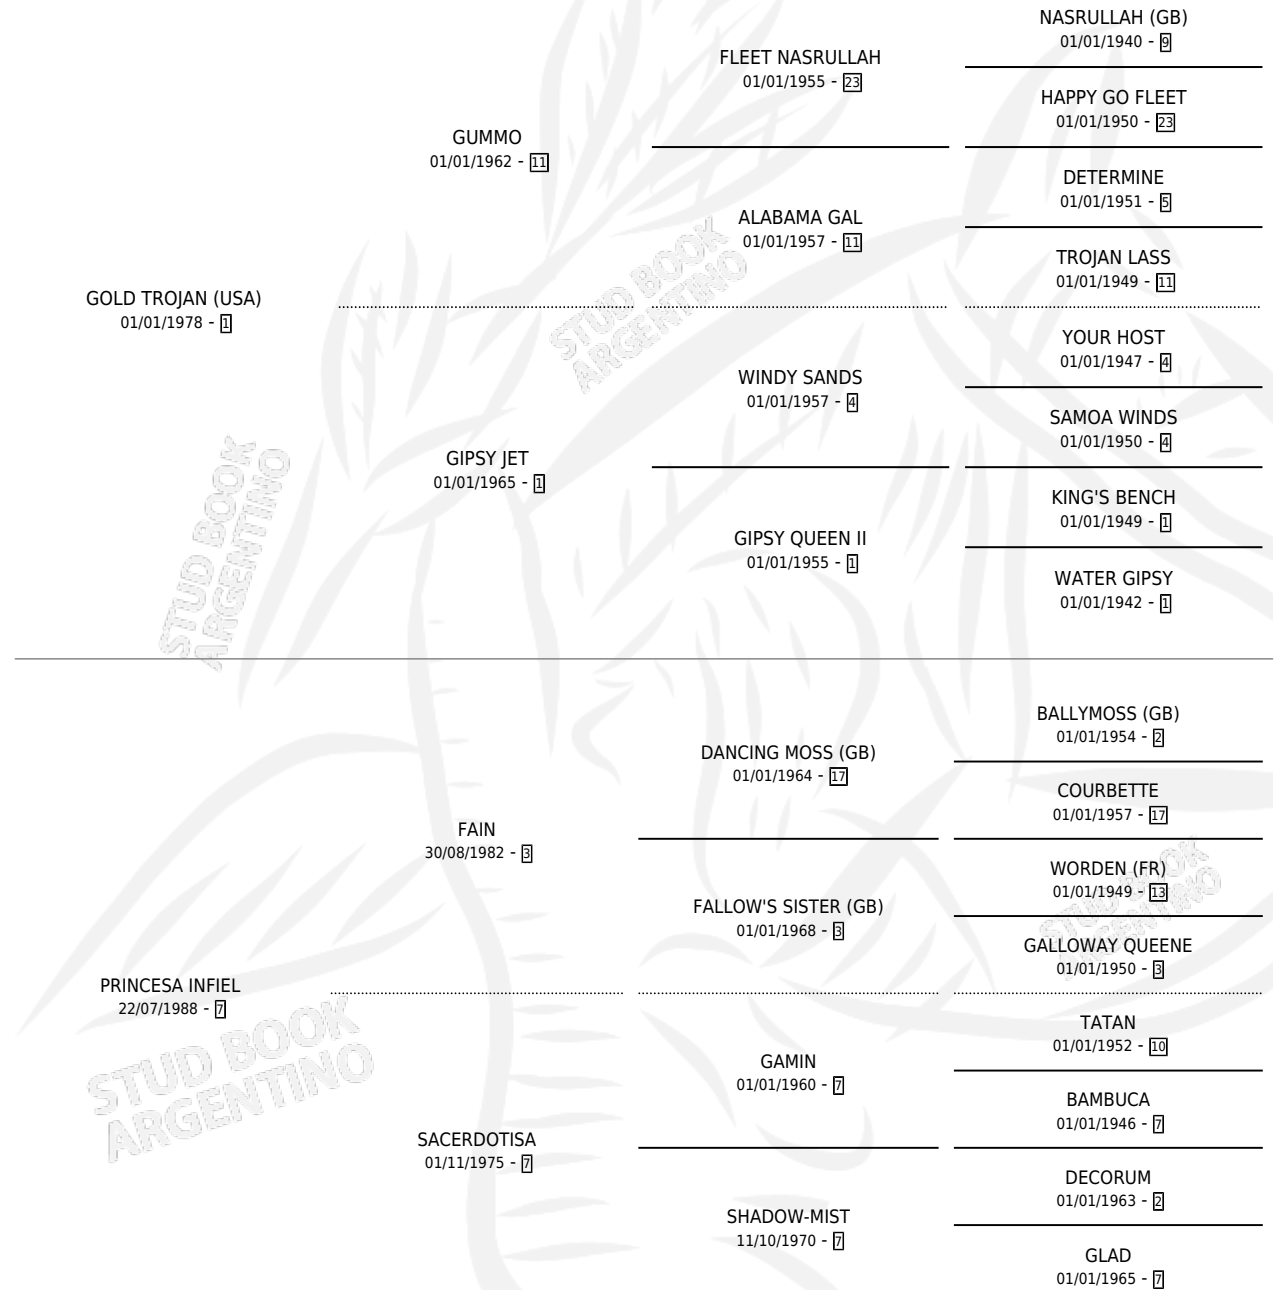 NASRULLAH (GB)
01/01/1940 - 9
FLEET NASRULLAH
01/01/1955 - 23
HAPPY GO FLEET
01/01/1950 - 23
GUMMO
01/01/1962 - 11
DETERMINE
01/01/1951 - 5
ALABAMA GAL
01/01/1957 - 11
TROJAN LASS
01/01/1949 - 11
GOLD TROJAN (USA)
01/01/1978 - 1
STUD BOOK
ARGENTINO
YOUR HOST
01/01/1947 - 4
WINDY SANDS
01/01/1957 - 4
SAMOA WINDS
01/01/1950 - 4
GIPSY JET
01/01/1965 - 1
KING'S BENCH
01/01/1949 - 1
GIPSY QUEEN II
01/01/1955 - 1
WATER GIPSY
01/01/1942 - 1
STUD BOOK
ARGENTINO
BALLYMOSS (GB)
01/01/1954 - 2
DANCING MOSS (GB)
01/01/1964 - 17
COURBETTE
01/01/1957 - 17
FAIN
30/08/1982 - 3
WORDEN (FR)
01/01/1949 - 13
FALLOW'S SISTER (GB)
01/01/1968 - 3
STUD BOOK
ARGENTINO
GALLOWAY QUEENE
01/01/1950 - 3
PRINCESA INFIEL
22/07/1988 - 7
TATAN
01/01/1952 - 10
GAMIN
01/01/1960 - 7
BAMBUCA
01/01/1946 - 7
STUD BOOK
ARGENTINO
SACERDOTISA
01/11/1975 - 7
DECORUM
01/01/1963 - 2
SHADOW-MIST
11/10/1970 - 7
GLAD
01/01/1965 - 7